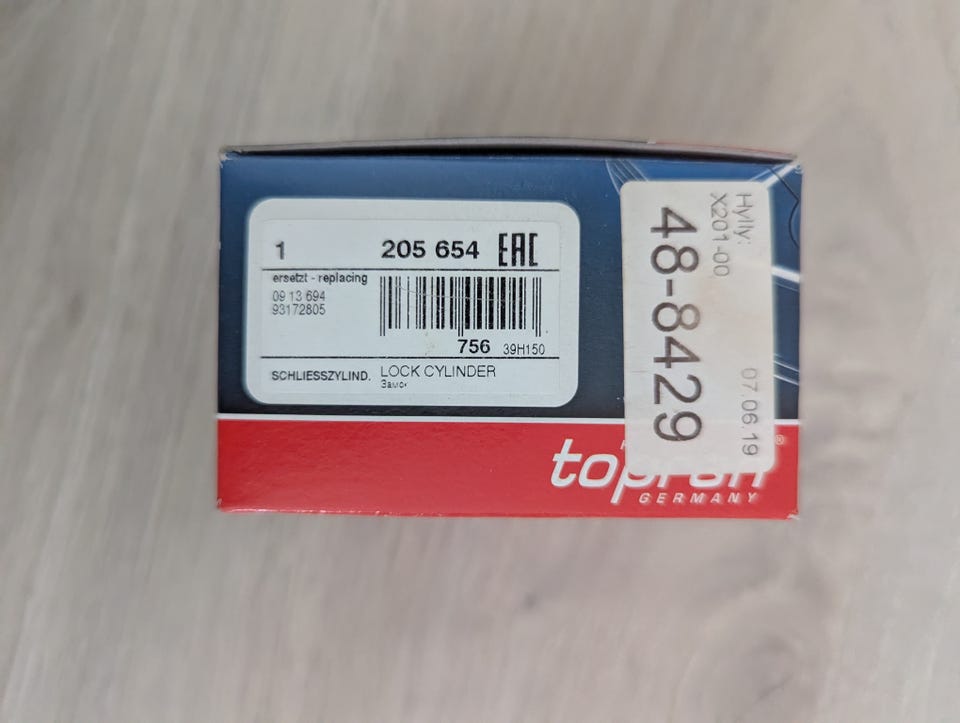 1 205 654 EAC
ersetzt - replacing
09 13 694
93172805
756 39H150
SCHLIESSZYLIND. LOCK CYLINDER
Замок
Hylly:
X201-00
48-8429
07.06.19
topran®
GERMANY